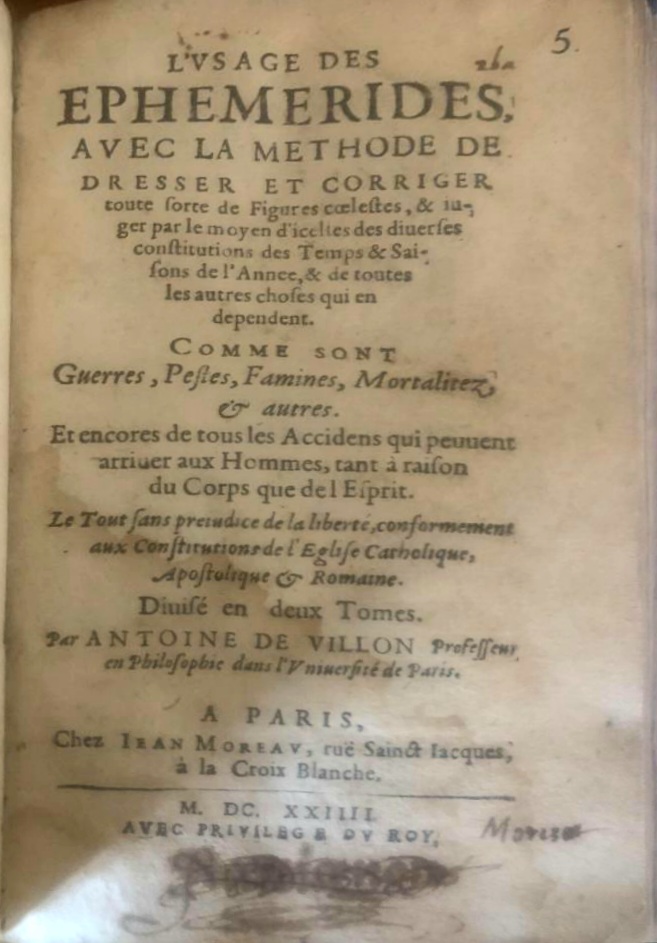 5.
L'VSAGE DES
EPHEMERIDES,
AVEC LA METHODE DE
DRESSER ET CORRIGER
toute ſorte de Figures cœleſtes, & iu-
ger par le moyen d'icelles des diuerſes
conſtitutions des Temps & Sai-
ſons de l'Annee, & de toutes
les autres choſes qui en
dependent.
COMME SONT
Guerres, Peſtes, Famines, Mortalitez,
& autres.
Et encores de tous les Accidens qui peuuent
arriuer aux Hommes, tant à raiſon
du Corps que de l Eſprit.
Le Tout ſans preiudice de la liberté, conformement
aux Conſtitutions de l'Egliſe Catholique,
Apoſtolique & Romaine.
Diuiſé en deux Tomes.
Par ANTOINE DE VILLON Profeſſeur
en Philoſophie dans l'Vniuerſité de Paris.
A PARIS,
Chez IEAN MOREAV, ruë Sainct Iacques,
à la Croix Blanche.
M. DC. XXIIII.
AVEC PRIVILEGE DV ROY,